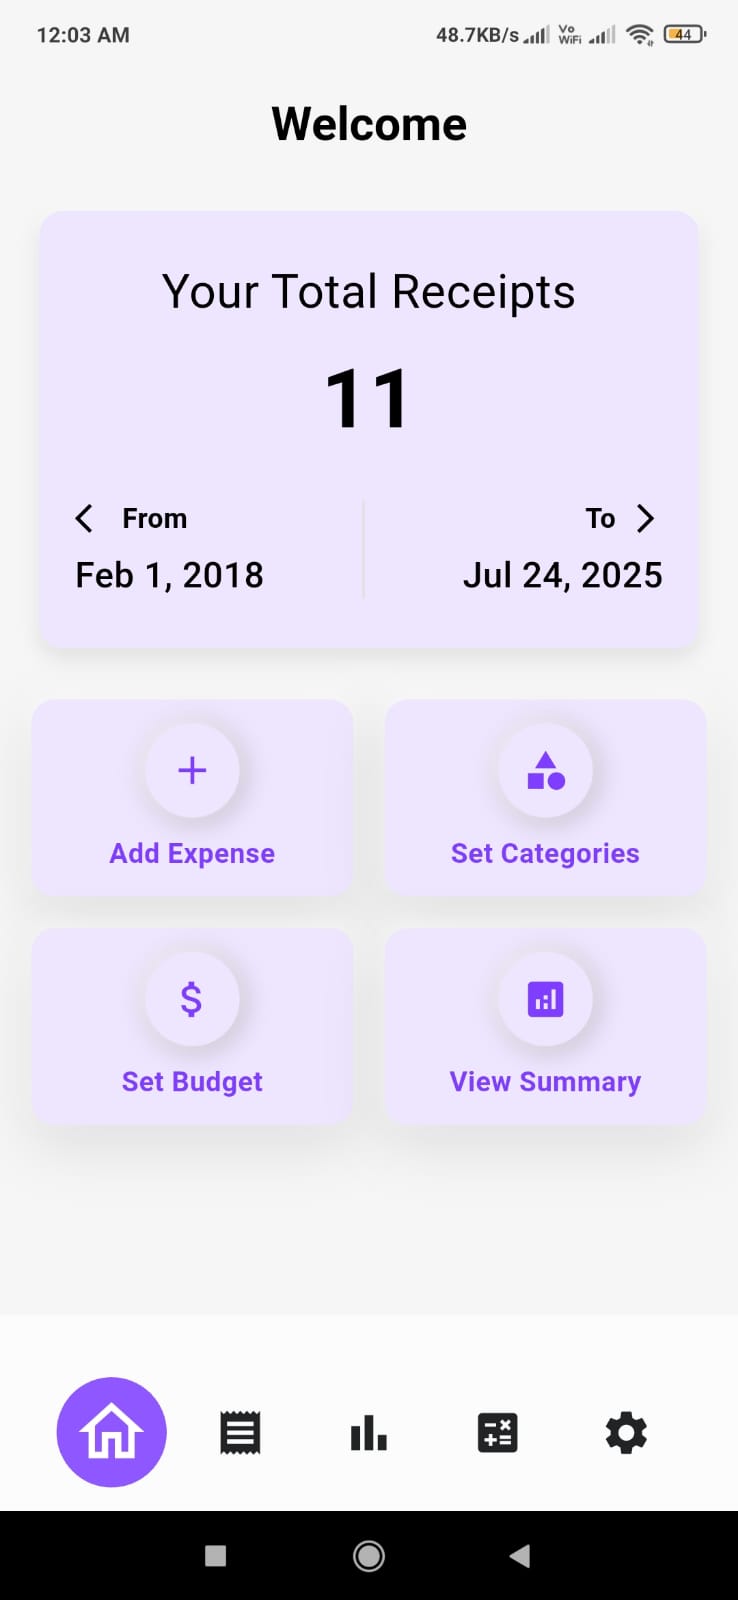 12:03 AM 48.7KB/s Vo WiFi 44
Welcome
Your Total Receipts
11
From To
Feb 1, 2018 Jul 24, 2025
Add Expense Set Categories
$
Set Budget View Summary